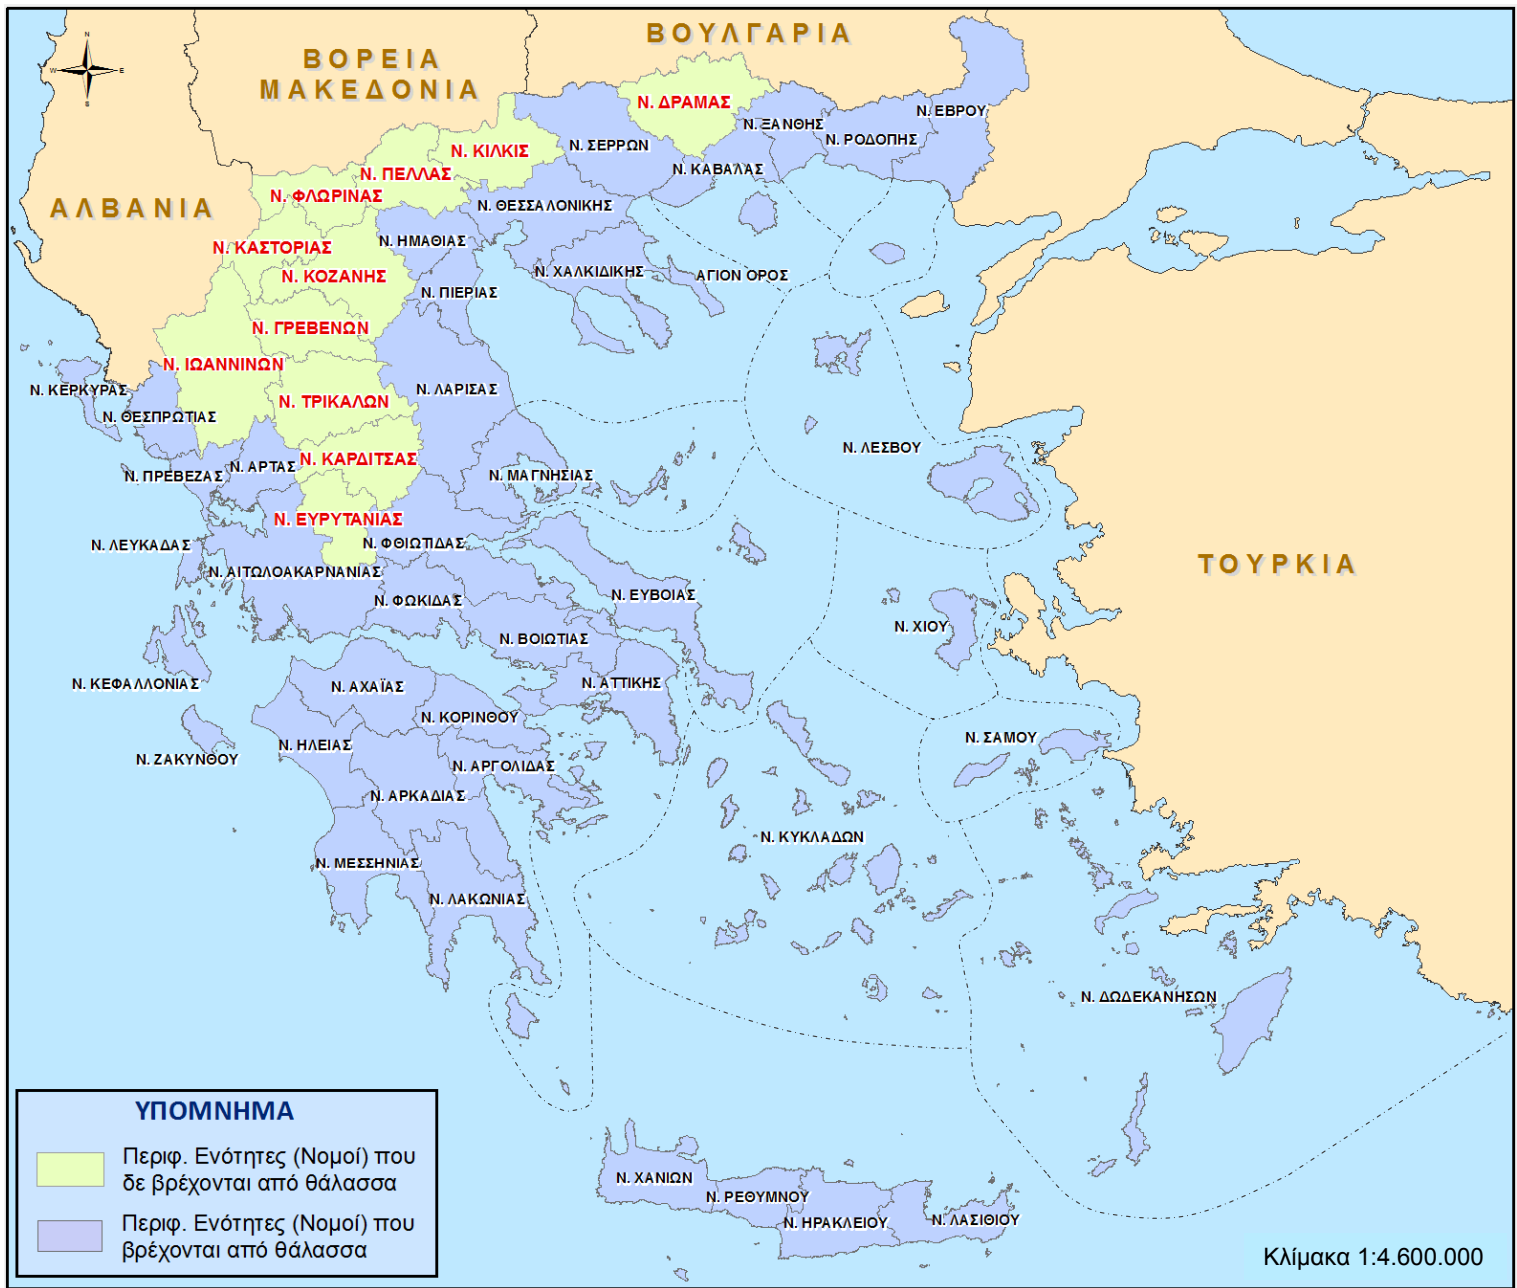 ΒΟΥΛΓΑΡΙΑ
ΒΟΡΕΙΑ
ΜΑΚΕΔΟΝΙΑ
ΑΛΒΑΝΙΑ
ΤΟΥΡΚΙΑ
N
W
E
S
Ν. ΔΡΑΜΑΣ
Ν. ΕΒΡΟΥ
Ν. ΞΑΝΘΗΣ
Ν. ΡΟΔΟΠΗΣ
Ν. ΣΕΡΡΩΝ
Ν. ΚΙΛΚΙΣ
Ν. ΚΑΒΑΛΑΣ
Ν. ΠΕΛΛΑΣ
Ν. ΦΛΩΡΙΝΑΣ
Ν. ΘΕΣΣΑΛΟΝΙΚΗΣ
Ν. ΗΜΑΘΙΑΣ
Ν. ΚΑΣΤΟΡΙΑΣ
Ν. ΚΟΖΑΝΗΣ
Ν. ΧΑΛΚΙΔΙΚΗΣ
ΑΓΙΟΝ ΟΡΟΣ
Ν. ΠΙΕΡΙΑΣ
Ν. ΓΡΕΒΕΝΩΝ
Ν. ΙΩΑΝΝΙΝΩΝ
Ν. ΚΕΡΚΥΡΑΣ
Ν. ΛΑΡΙΣΑΣ
Ν. ΤΡΙΚΑΛΩΝ
Ν. ΘΕΣΠΡΩΤΙΑΣ
Ν. ΛΕΣΒΟΥ
Ν. ΚΑΡΔΙΤΣΑΣ
Ν. ΑΡΤΑΣ
Ν. ΠΡΕΒΕΖΑΣ
Ν. ΜΑΓΝΗΣΙΑΣ
Ν. ΕΥΡΥΤΑΝΙΑΣ
Ν. ΛΕΥΚΑΔΑΣ
Ν. ΦΘΙΩΤΙΔΑΣ
Ν. ΑΙΤΩΛΟΑΚΑΡΝΑΝΙΑΣ
Ν. ΦΩΚΙΔΑΣ
Ν. ΕΥΒΟΙΑΣ
Ν. ΧΙΟΥ
Ν. ΒΟΙΩΤΙΑΣ
Ν. ΚΕΦΑΛΛΟΝΙΑΣ
Ν. ΑΧΑΪΑΣ
Ν. ΑΤΤΙΚΗΣ
Ν. ΚΟΡΙΝΘΟΥ
Ν. ΣΑΜΟΥ
Ν. ΗΛΕΙΑΣ
Ν. ΖΑΚΥΝΘΟΥ
Ν. ΑΡΓΟΛΙΔΑΣ
Ν. ΑΡΚΑΔΙΑΣ
Ν. ΚΥΚΛΑΔΩΝ
Ν. ΜΕΣΣΗΝΙΑΣ
Ν. ΛΑΚΩΝΙΑΣ
Ν. ΔΩΔΕΚΑΝΗΣΩΝ
Ν. ΧΑΝΙΩΝ
Ν. ΡΕΘΥΜΝΟΥ
Ν. ΗΡΑΚΛΕΙΟΥ
Ν. ΛΑΣΙΘΙΟΥ
ΥΠΟΜΝΗΜΑ
Περιφ. Ενότητες (Νομοί) που
δε βρέχονται από θάλασσα
Περιφ. Ενότητες (Νομοί) που
βρέχονται από θάλασσα
Κλίμακα 1:4.600.000